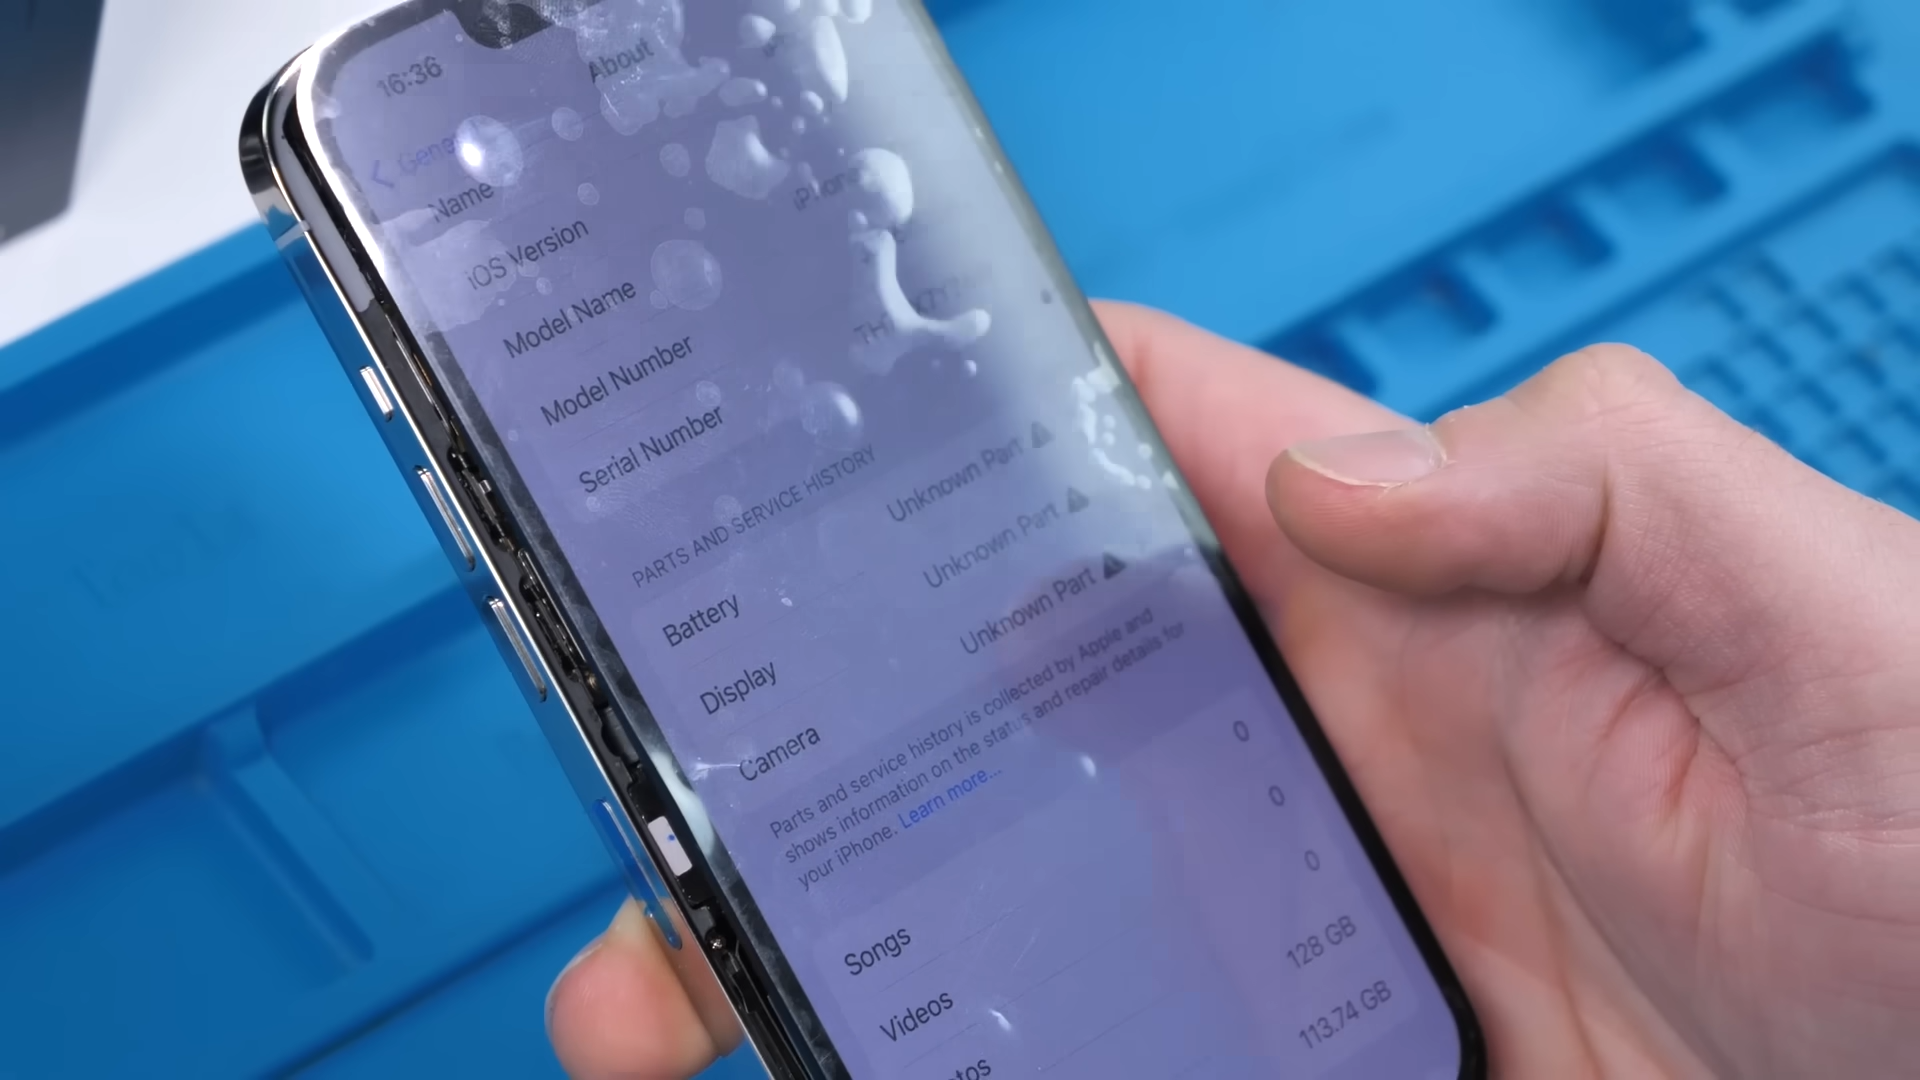 16:36
About
Name
iOS Version
Model Name
Model Number
Serial Number
PARTS AND SERVICE HISTORY
Battery Unknown Part
Display Unknown Part
Camera Unknown Part
Parts and service history is collected by Apple and
shows information on the status and repair details for
your iPhone. Learn more...
Songs 0
Videos 0
0
128 GB
113.74 GB